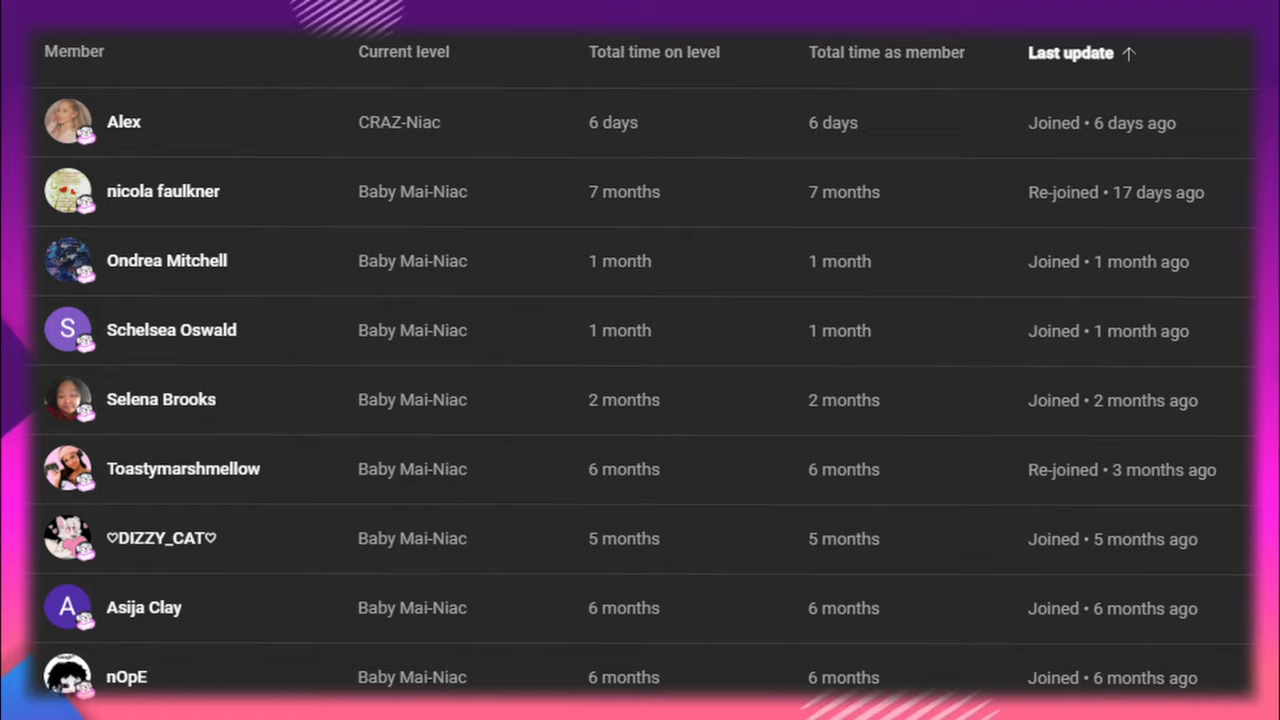 Member Current level Total time on level Total time as member Last update ↑
Alex CRAZ-Niac 6 days 6 days Joined • 6 days ago
nicola faulkner Baby Mai-Niac 7 months 7 months Re-joined • 17 days ago
Ondrea Mitchell Baby Mai-Niac 1 month 1 month Joined • 1 month ago
S Schelsea Oswald Baby Mai-Niac 1 month 1 month Joined • 1 month ago
Selena Brooks Baby Mai-Niac 2 months 2 months Joined • 2 months ago
Toastymarshmellow Baby Mai-Niac 6 months 6 months Re-joined • 3 months ago
♡DIZZY_CAT♡ Baby Mai-Niac 5 months 5 months Joined • 5 months ago
A Asija Clay Baby Mai-Niac 6 months 6 months Joined • 6 months ago
nOpE Baby Mai-Niac 6 months 6 months Joined • 6 months ago